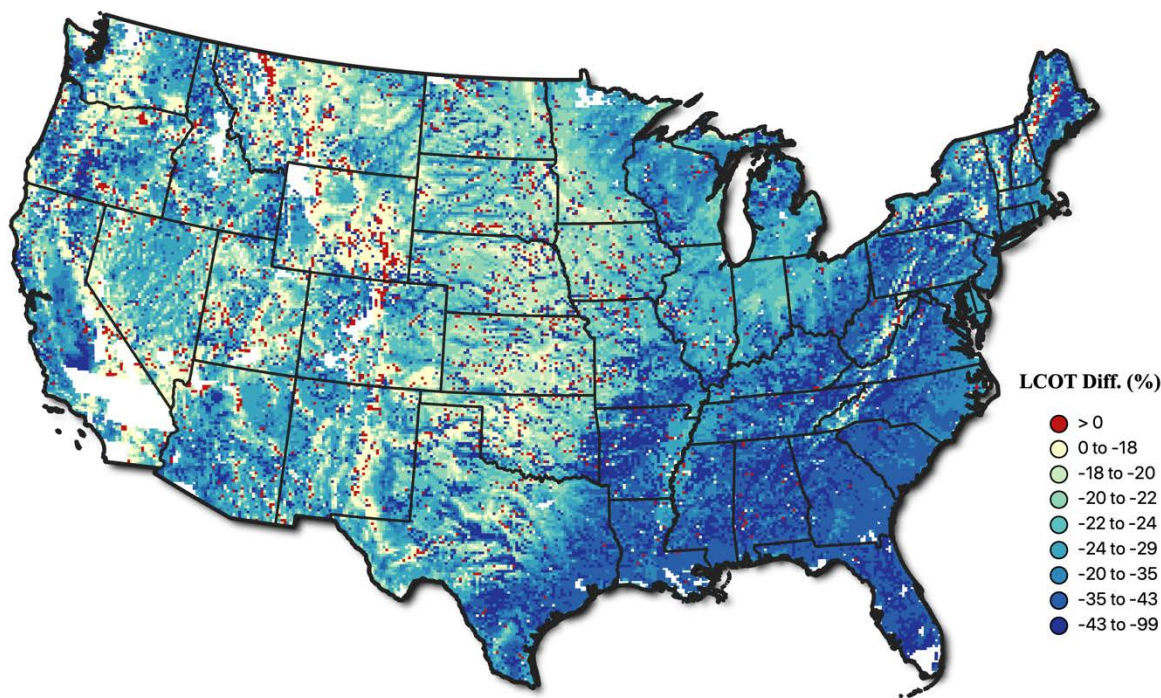 LCOT Diff. (%)
> 0
0 to -18
-18 to -20
-20 to -22
-22 to -24
-24 to -29
-20 to -35
-35 to -43
-43 to -99